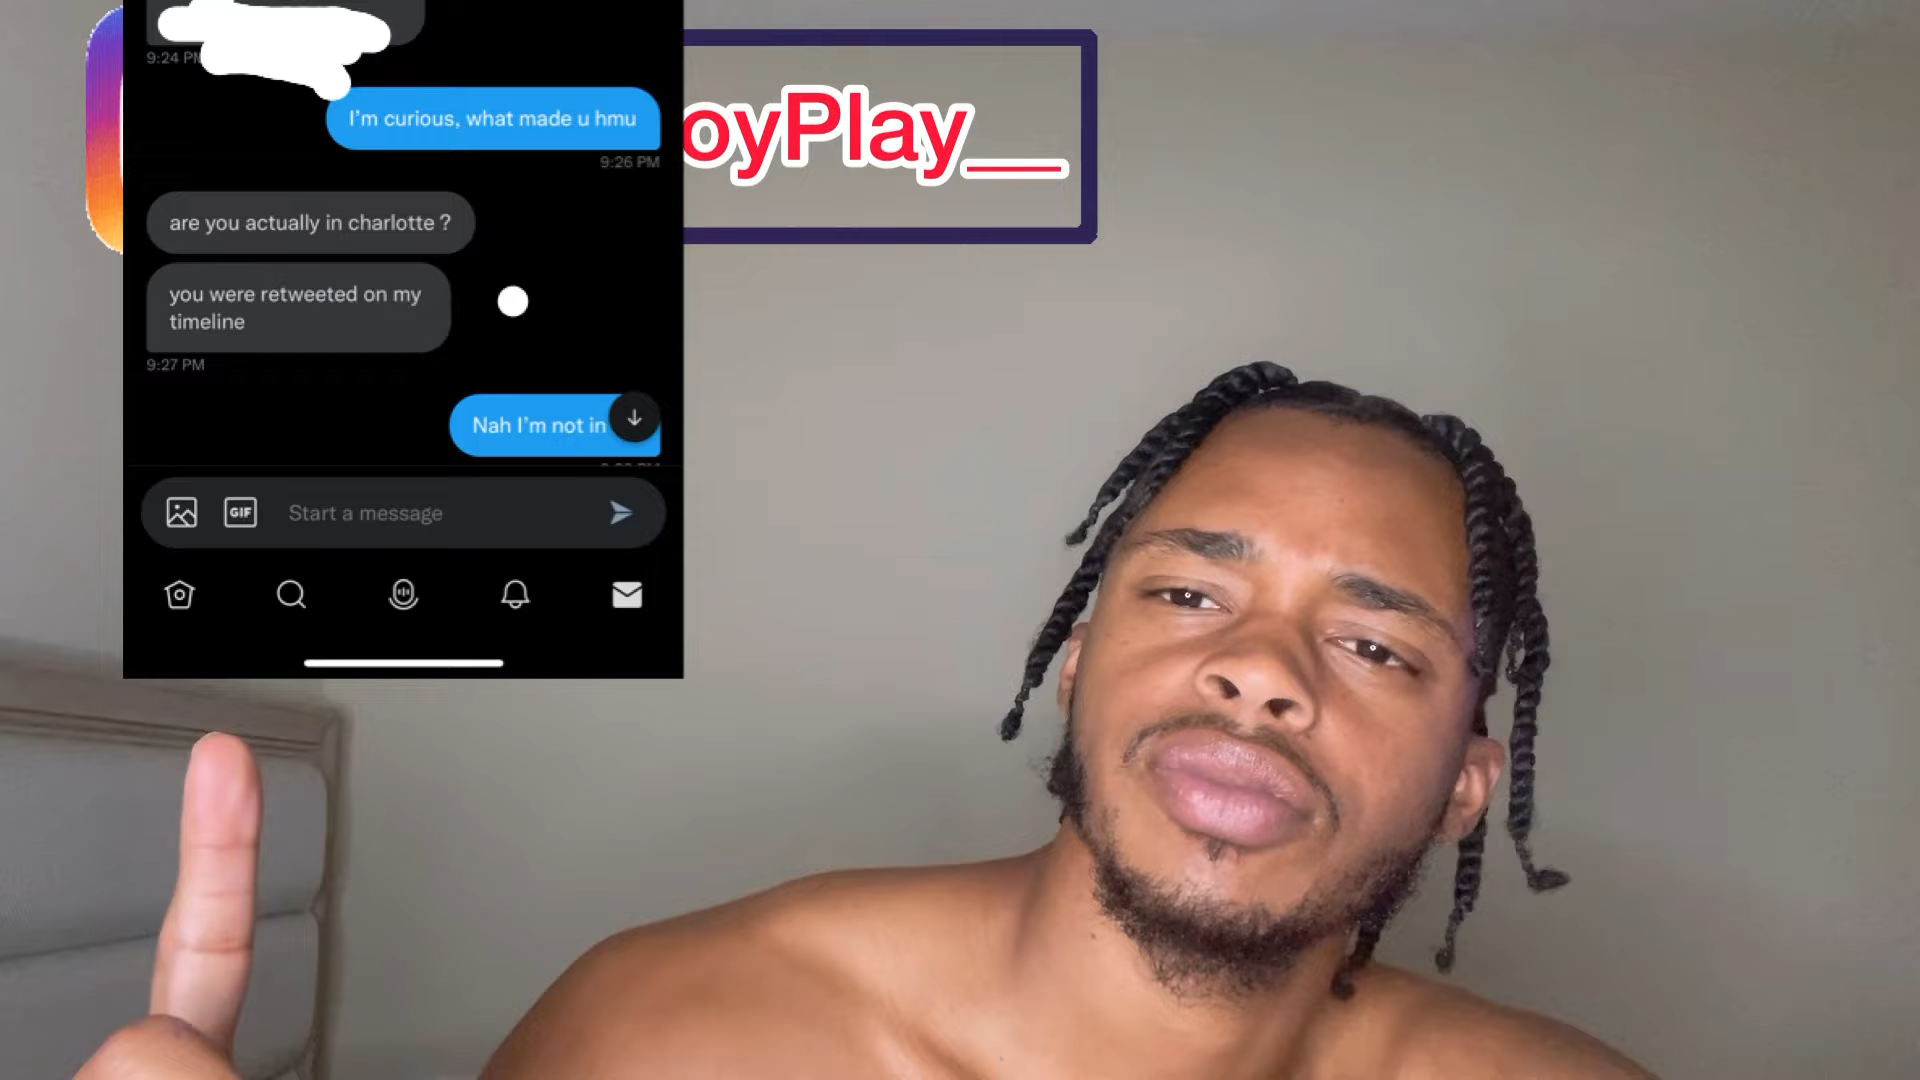 9:24 PM
I'm curious, what made u hmu
9:26 PM
oyPlay__
are you actually in charlotte ?
you were retweeted on my
timeline
9:27 PM
Nah I'm not in
GIF
Start a message